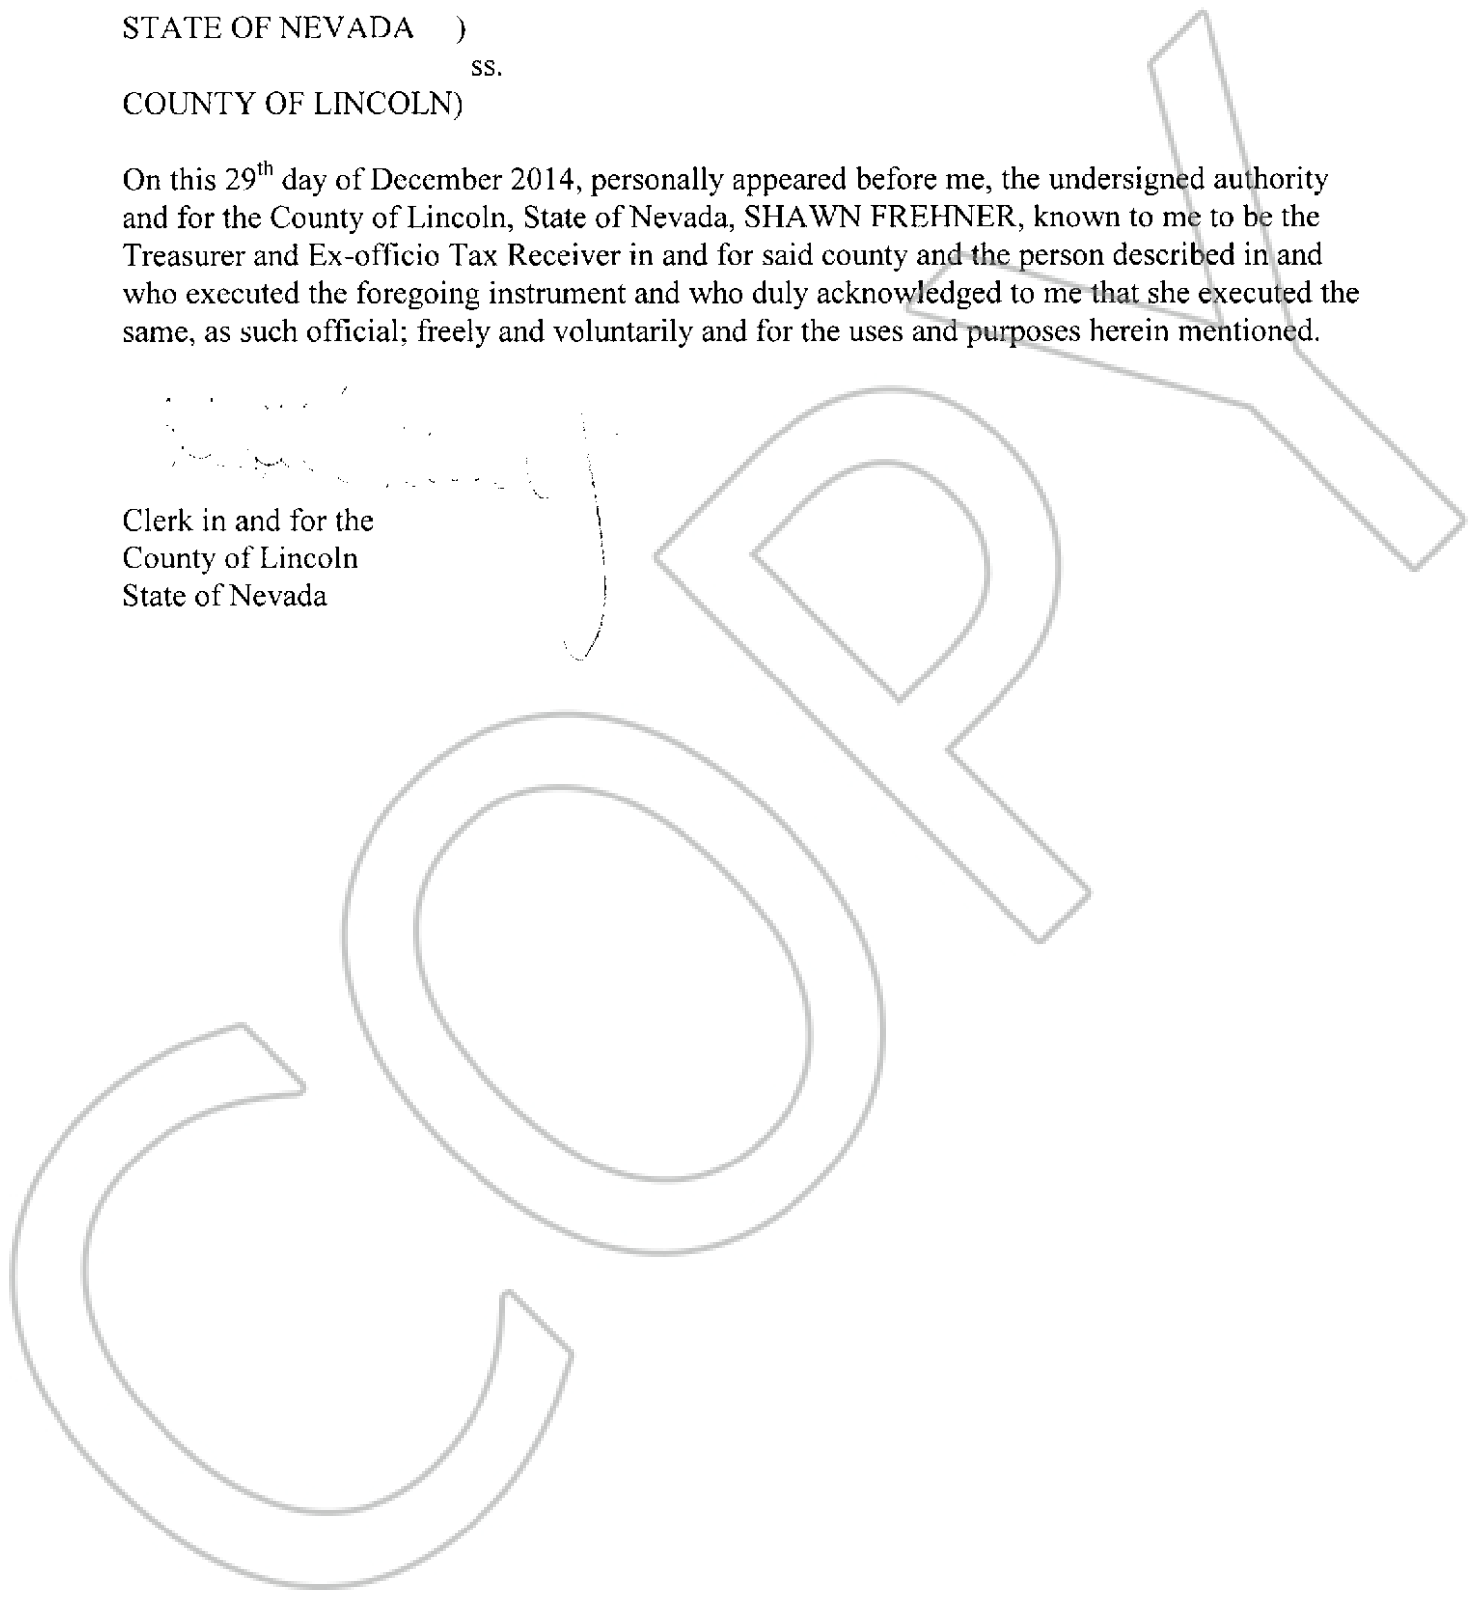 STATE OF NEVADA )
ss.
COUNTY OF LINCOLN)
On this 29th day of December 2014, personally appeared before me, the undersigned authority
and for the County of Lincoln, State of Nevada, SHAWN FREHNER, known to me to be the
Treasurer and Ex-officio Tax Receiver in and for said county and the person described in and
who executed the foregoing instrument and who duly acknowledged to me that she executed the
same, as such official; freely and voluntarily and for the uses and purposes herein mentioned.
Clerk in and for the
County of Lincoln
State of Nevada
COPY